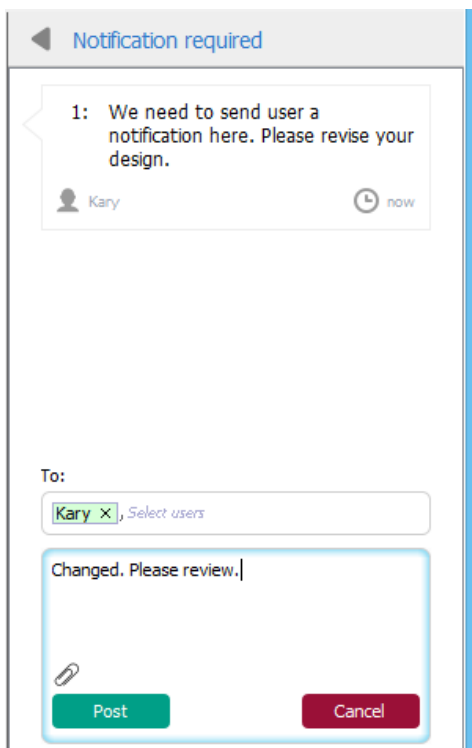 Notification required
1: We need to send user a
notification here. Please revise your
design.
Kary now
To:
Kary ×, Select users
Changed. Please review.
Post Cancel